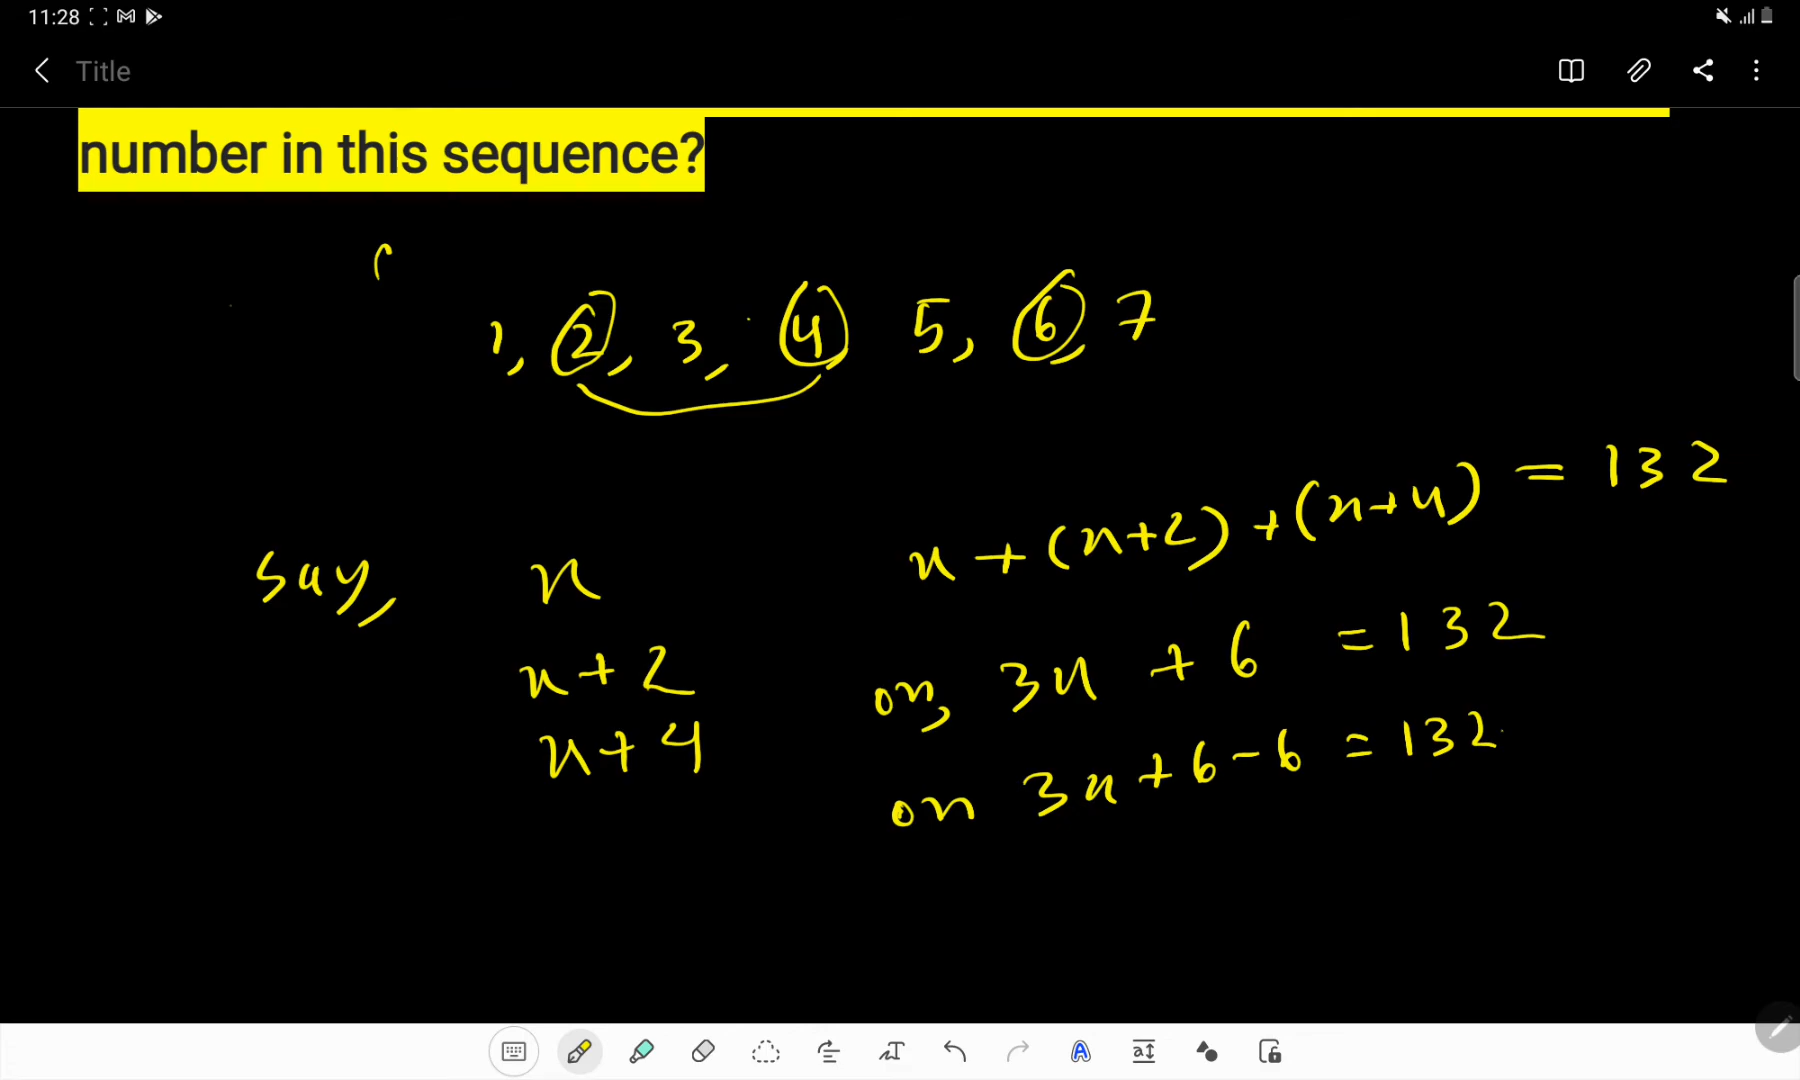 11:28
Title
number in this sequence?
1, 2, 3, 4, 5, 6, 7
x + (x+2) + (x+4) = 132
say, x
x+2
or, 3x + 6 = 132
x+4
or 3x + 6 - 6 = 132